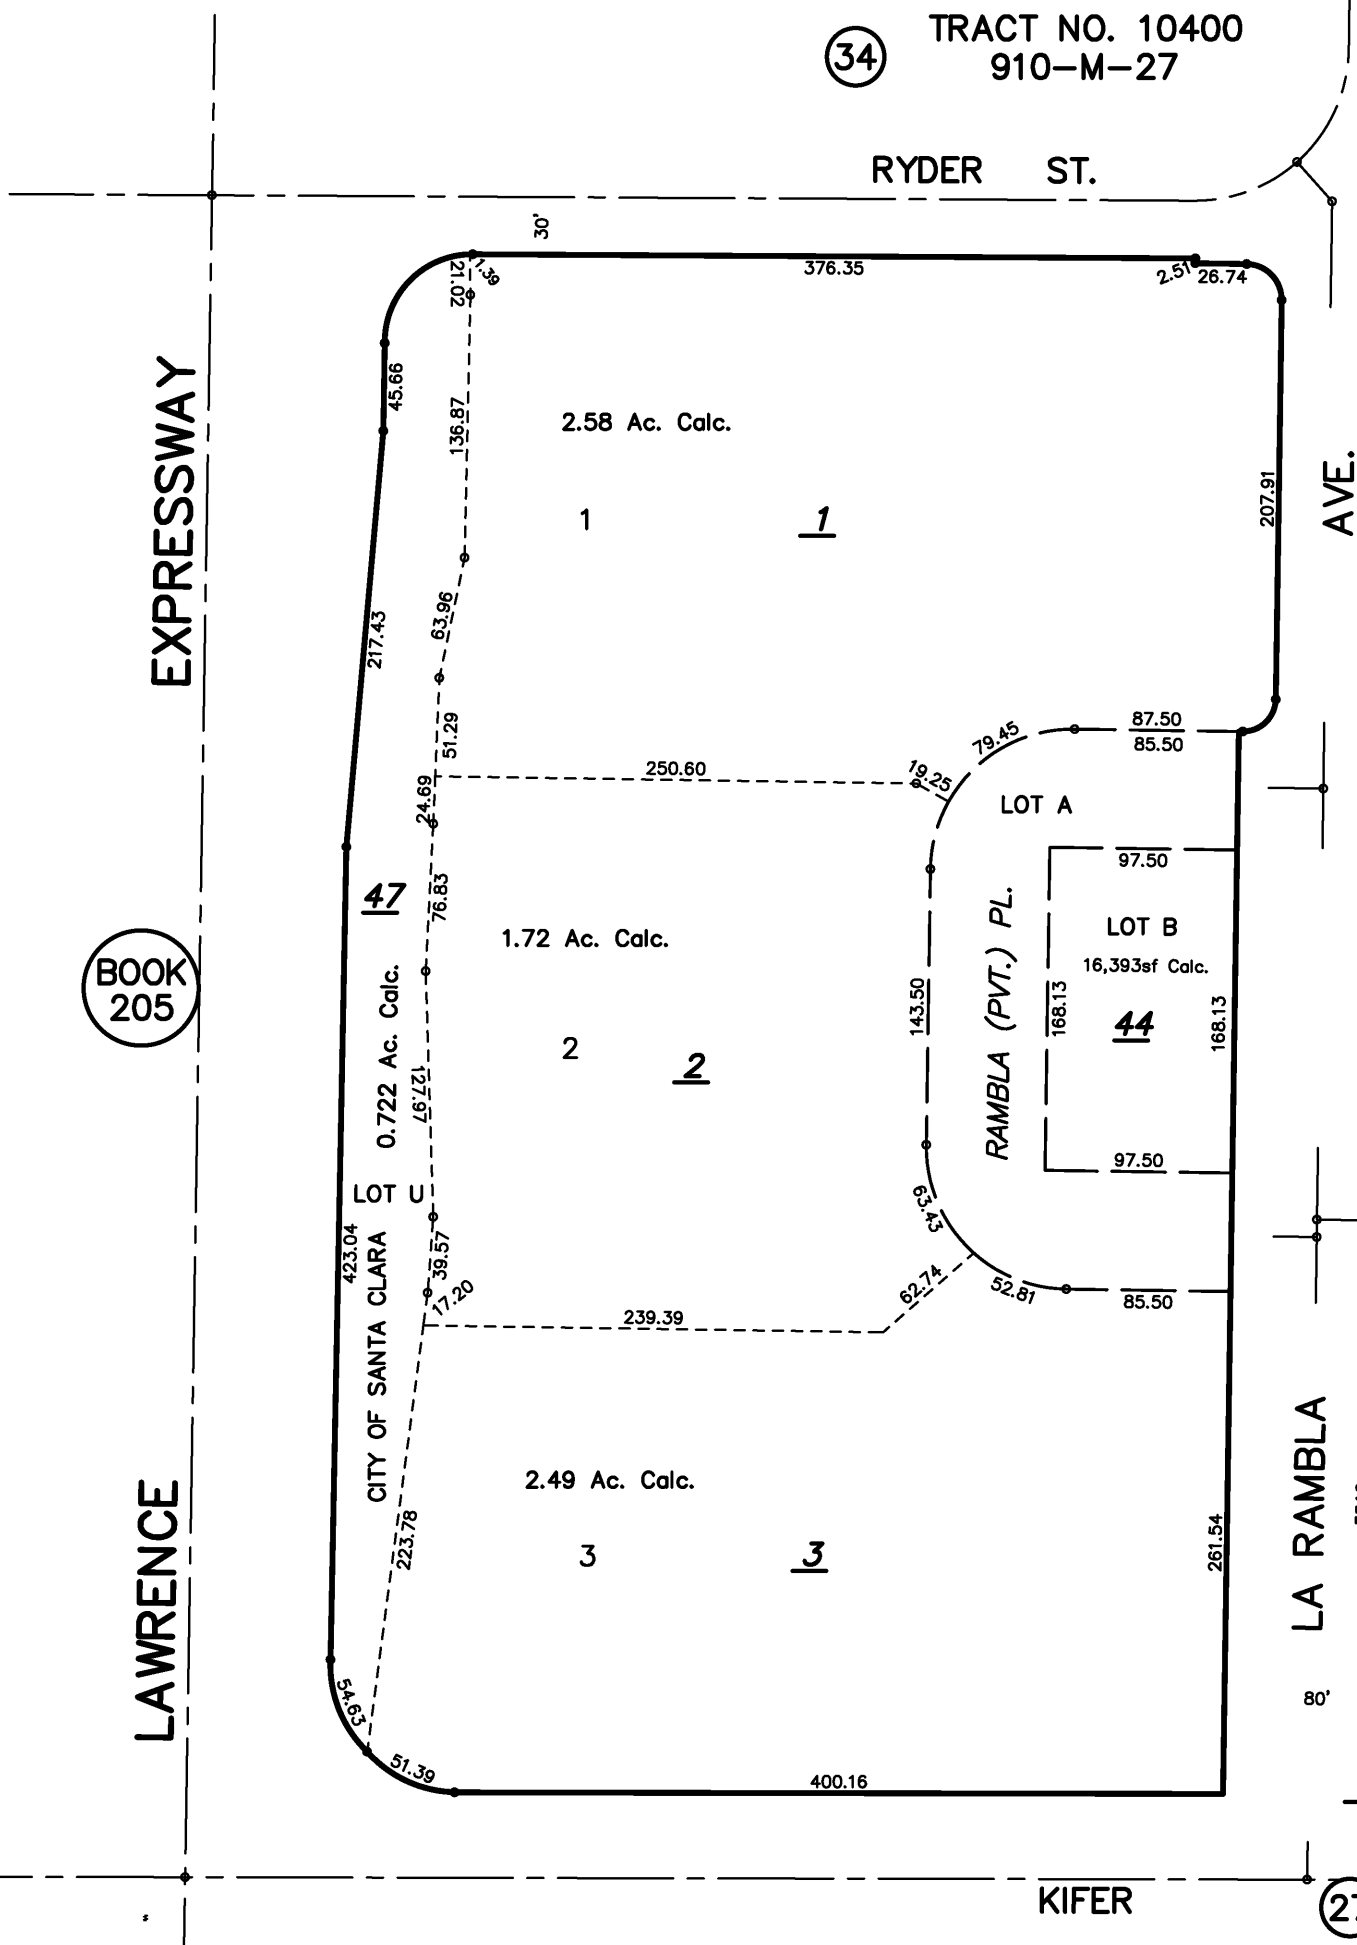 TRACT NO. 10400
34
910-M-27
RYDER ST.
30'
376.35
2.51
26.74
1.39
21.02
45.66
136.87
2.58 Ac. Calc.
1
1
207.91
AVE.
EXPRESSWAY
217.43
63.96
51.29
87.50
85.50
79.45
250.60
19.25
24.69
LOT A
97.50
47
76.83
1.72 Ac. Calc.
LOT B
16,393sf Calc.
44
168.13
168.13
RAMBLA (PVT.) PL.
143.50
BOOK
205
0.722 Ac. Calc.
2
2
127.97
97.50
LOT U
63.43
39.57
423.04
CITY OF SANTA CLARA
17.20
62.74
52.81
85.50
239.39
2.49 Ac. Calc.
223.78
3
3
261.54
LA RAMBLA
LAWRENCE
80'
54.63
51.39
400.16
KIFER
27